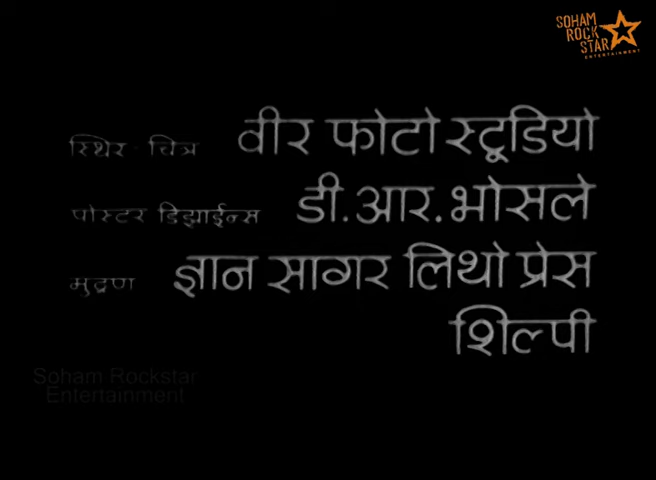 SOHAM
ROCK
STAR
ENTERTAINMENT
स्थिर - चित्र वीर फोटो स्टूडियो
पोस्टर डिझाईन्स डी.आर.भोसले
मुद्रण ज्ञान सागर लिथो प्रेस
शिल्पी
Soham Rockstar
Entertainment